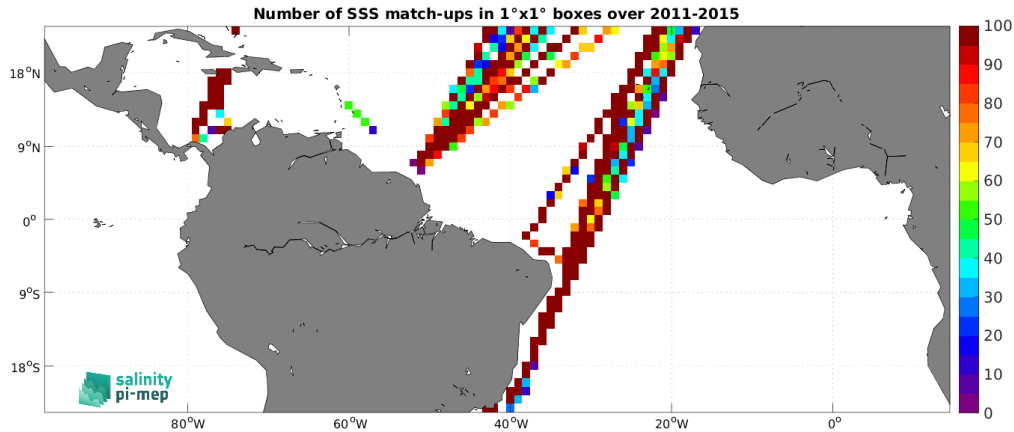 Number of SSS match-ups in 1°x1° boxes over 2011-2015
100
90
80
70
60
50
40
30
20
10
0
18°N
9°N
0°
9°S
18°S
80°W
60°W
40°W
20°W
0°
salinity
pi-mep